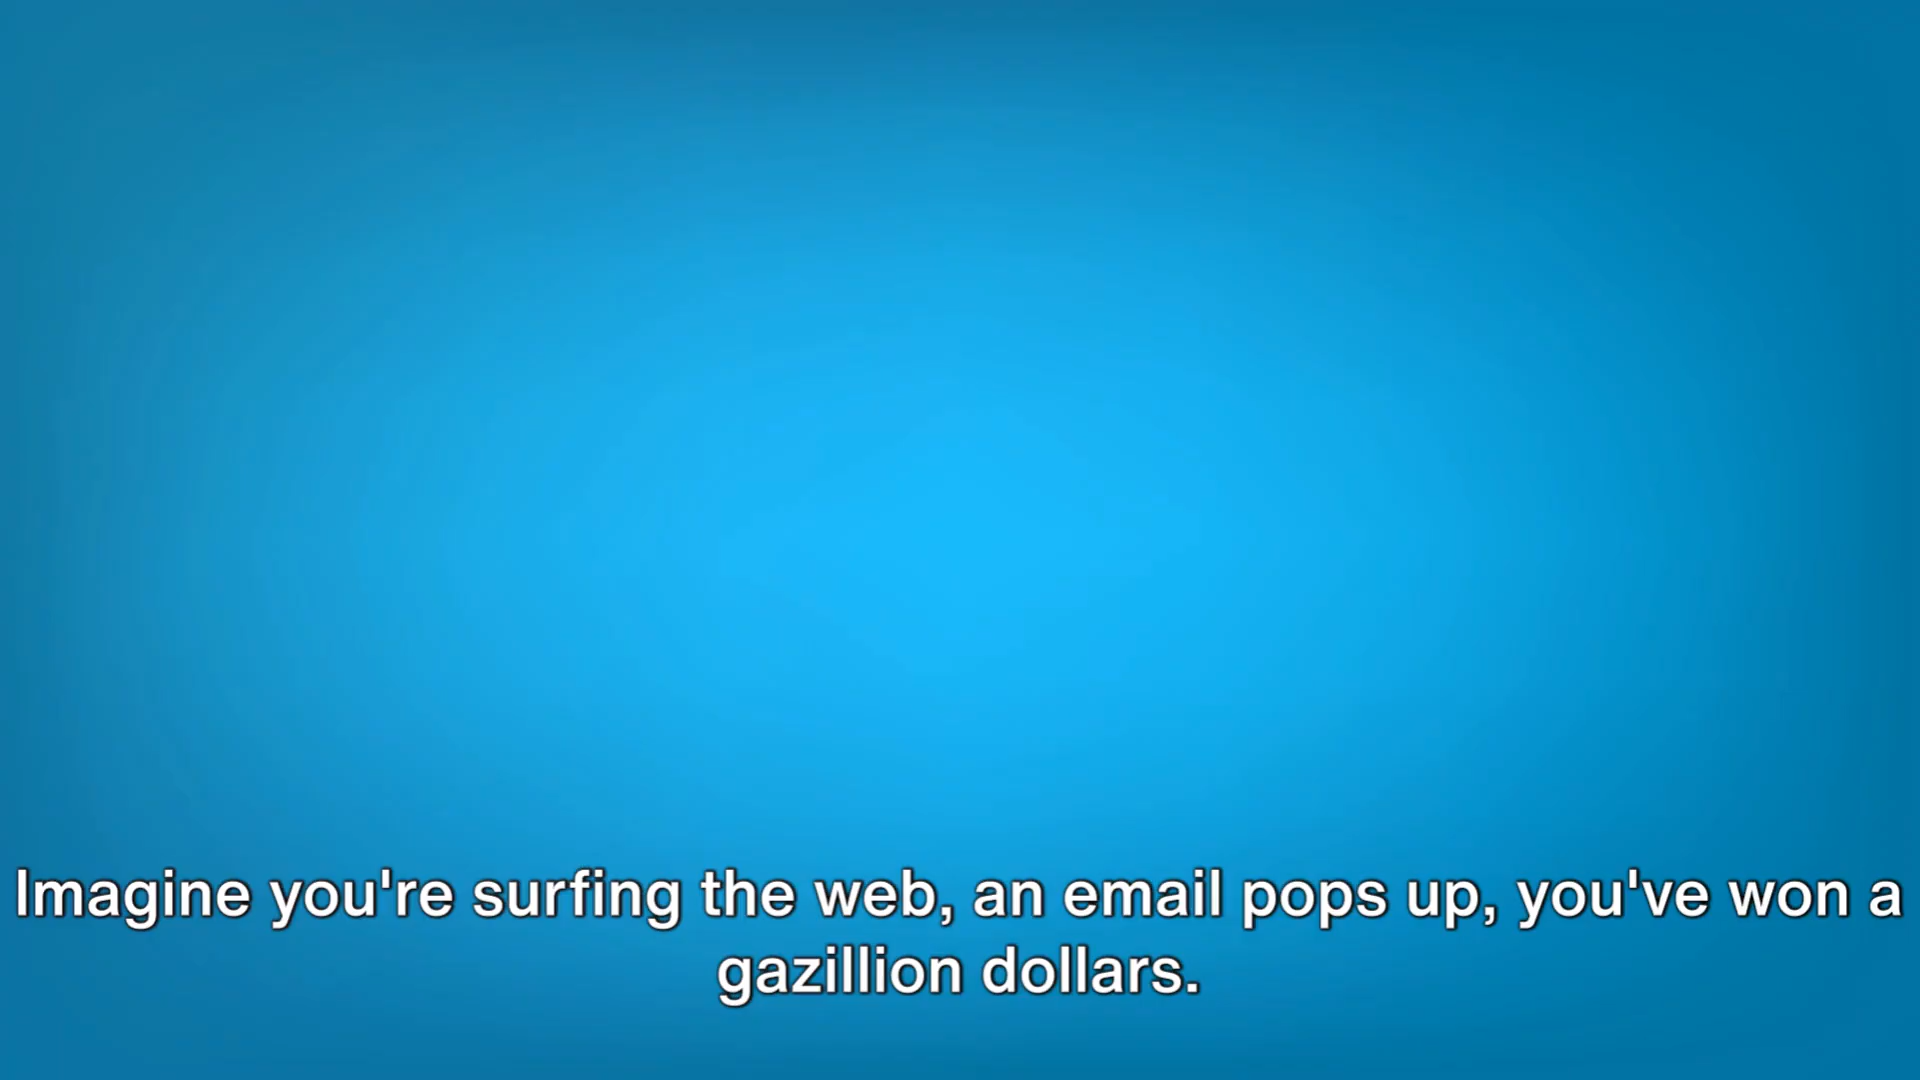 Imagine you're surfing the web, an email pops up, you've won a
gazillion dollars.